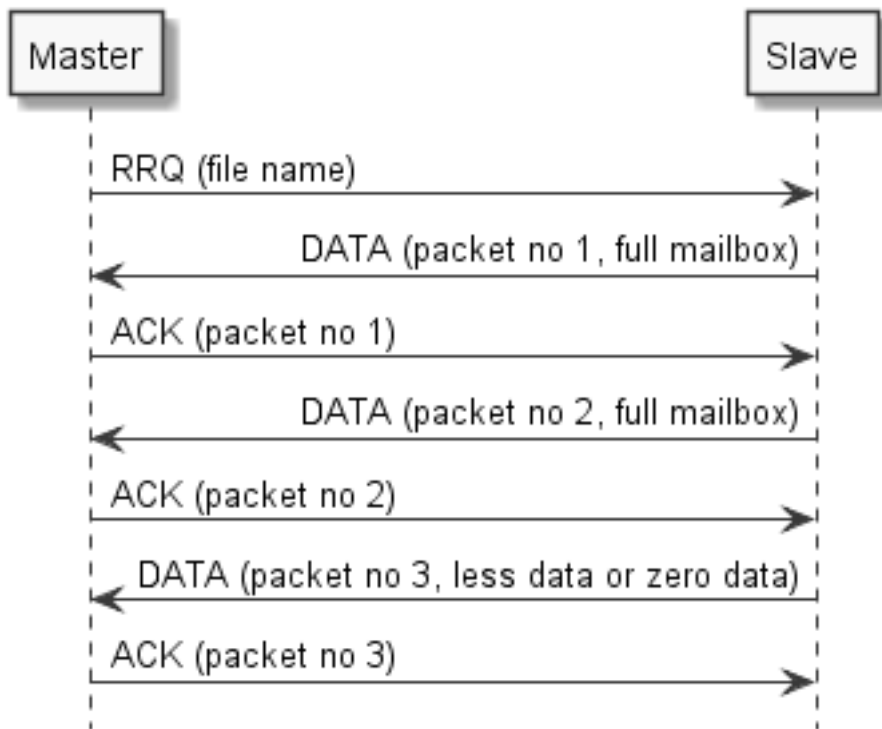 Master
Slave
RRQ (file name)
DATA (packet no 1, full mailbox)
ACK (packet no 1)
DATA (packet no 2, full mailbox)
ACK (packet no 2)
DATA (packet no 3, less data or zero data)
ACK (packet no 3)